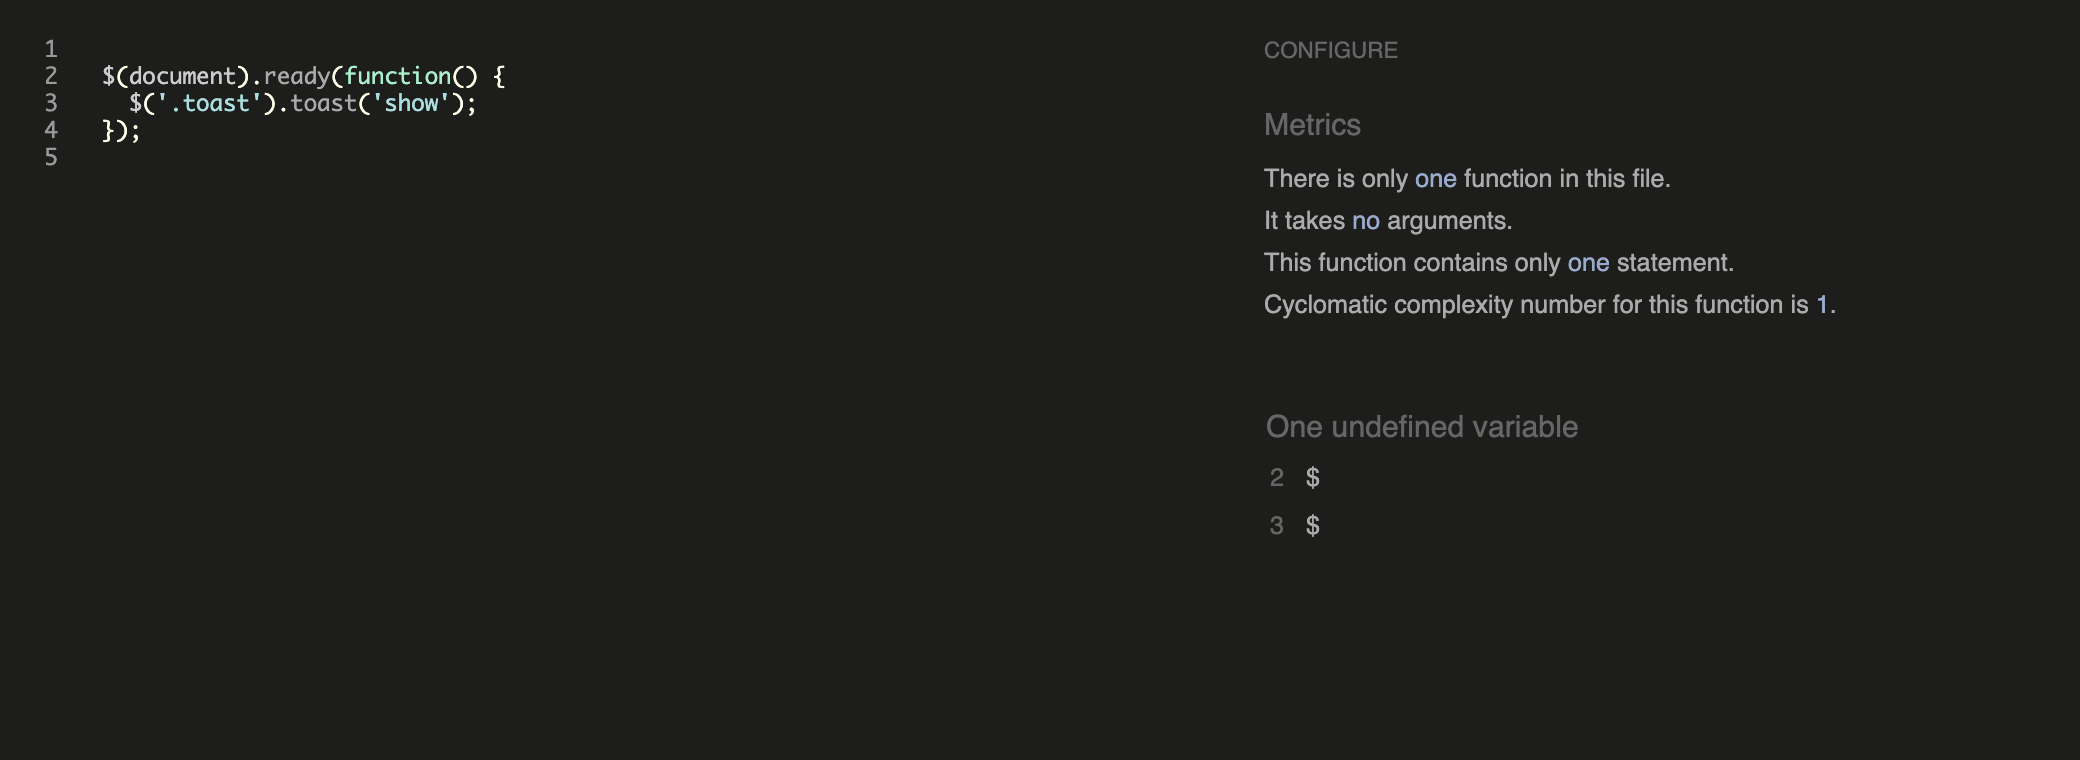 1
2 $(document).ready(function() {
3 $('.toast').toast('show');
4 });
5
CONFIGURE
Metrics
There is only one function in this file.
It takes no arguments.
This function contains only one statement.
Cyclomatic complexity number for this function is 1.
One undefined variable
2 $
3 $